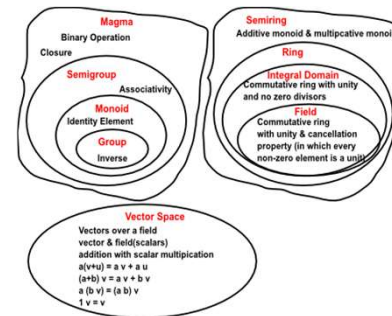 Magma
Binary Operation
Closure
Semigroup
Associativity
Monoid
Identity Element
Group
Inverse
Semiring
Additive monoid & multipcative monoi
Ring
Integral Domain
Commutative ring with unity
and no zero divisors
Field
Commutative ring
with unity & cancellation
property (in which every
non-zero element is a unit)
Vector Space
Vectors over a field
vector & field(scalars)
addition with scalar multipication
a(v+u) = a v + a u
(a+b) v = a v + b v
a (b v) = (a b) v
1 v = v